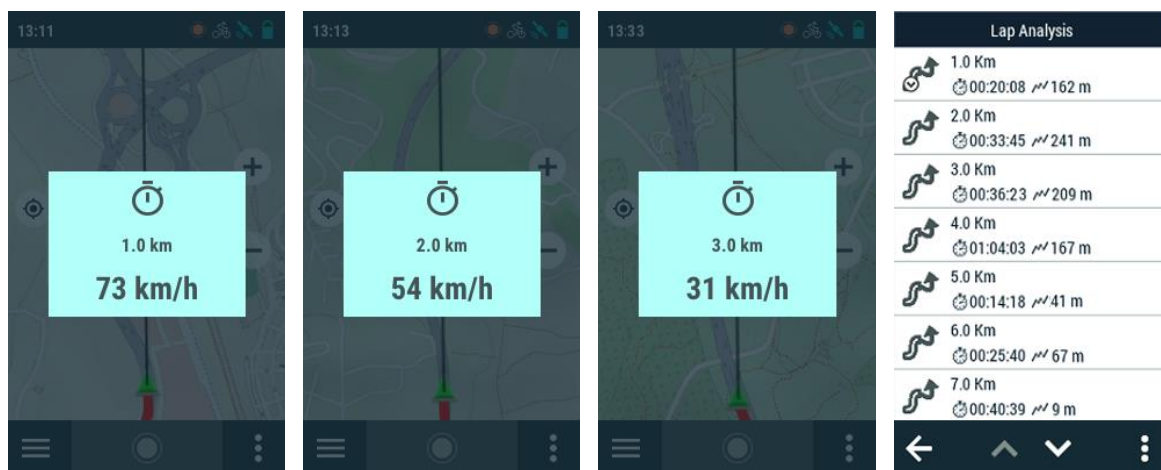 13:11
1.0 km
73 km/h
13:13
2.0 km
54 km/h
13:33
3.0 km
31 km/h
Lap Analysis
1.0 Km
00:20:08 162 m
2.0 Km
00:33:45 241 m
3.0 Km
00:36:23 209 m
4.0 Km
01:04:03 167 m
5.0 Km
00:14:18 41 m
6.0 Km
00:25:40 67 m
7.0 Km
00:40:39 9 m